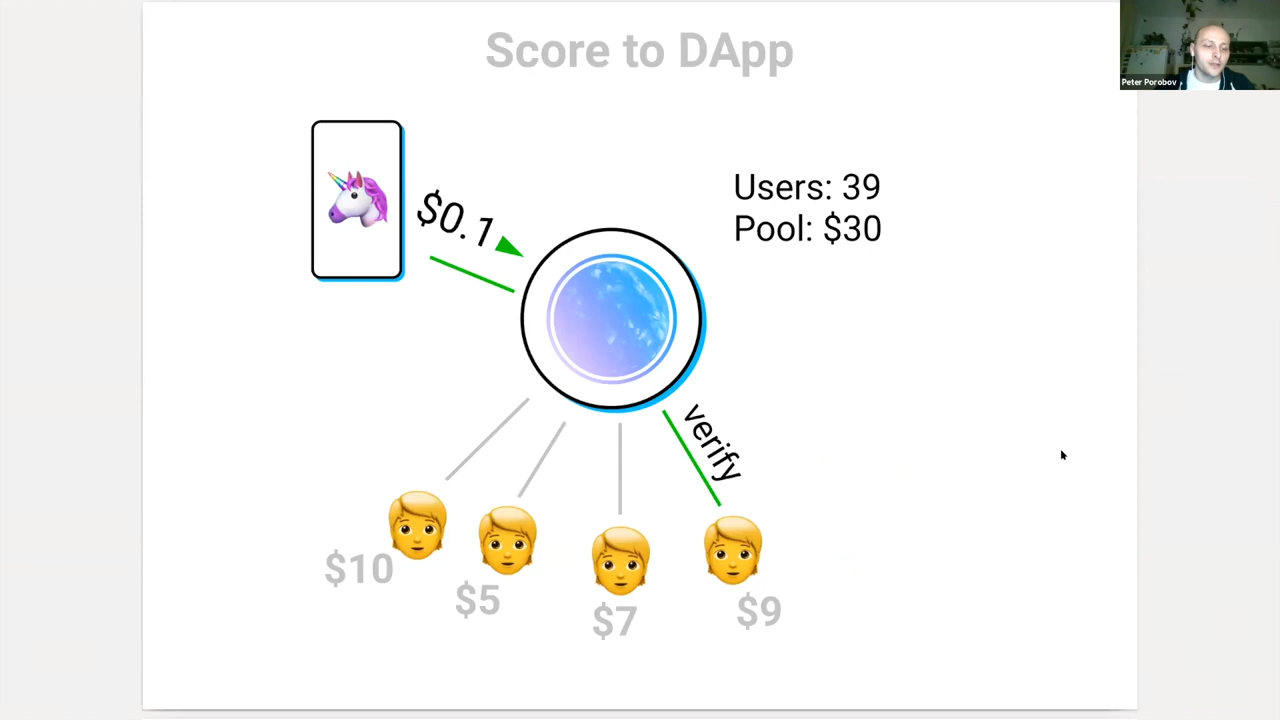 Score to DApp
Peter Porobov
$0.1
Users: 39
Pool: $30
verify
$10
$5
$7
$9